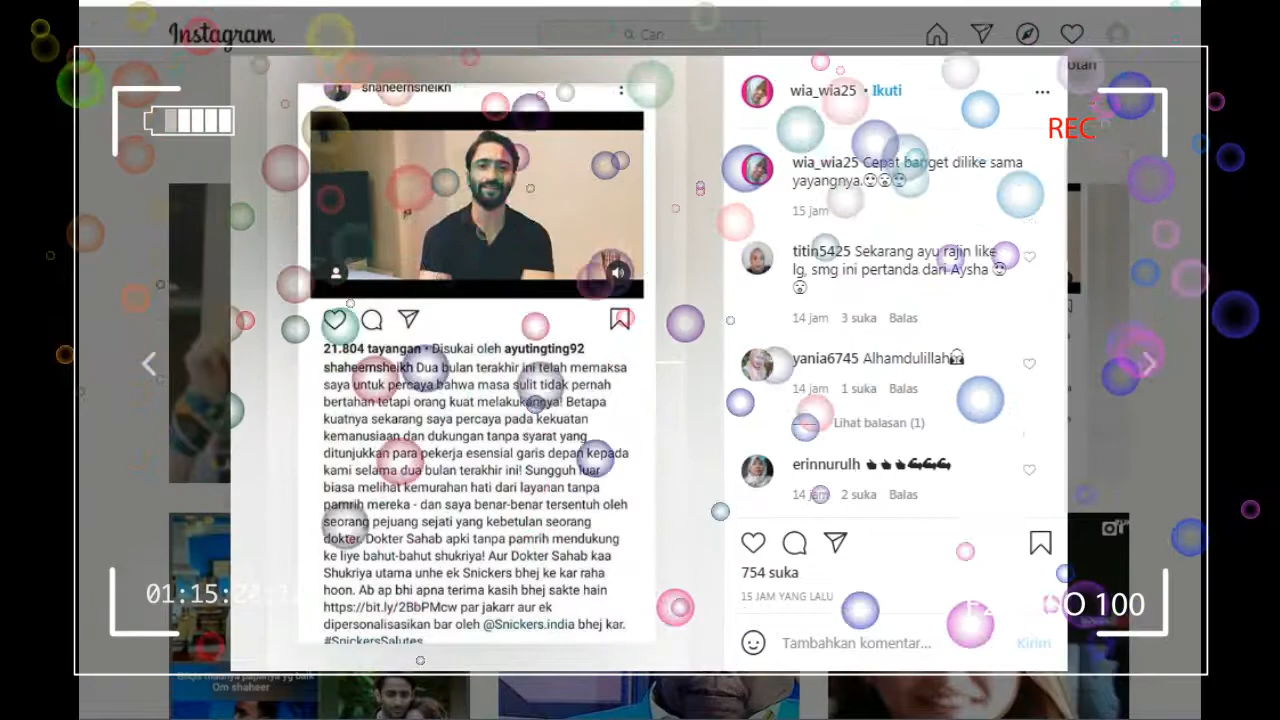 Instagram
Cari
shaheernsheikh
wia_wia25 • Ikuti
REC
wia_wia25 Cepat banget dilike sama
yayangnya.
15 jam
titin5425 Sekarang ayu rajin like
lg, smg ini pertanda dari Aysha
14 jam 3 suka Balas
21.804 tayangan • Disukai oleh ayutingting92
shaheernsheikh Dua bulan terakhir ini telah memaksa
saya untuk percaya bahwa masa sulit tidak pernah
bertahan tetapi orang kuat melakukannya! Betapa
kuatnya sekarang saya percaya pada kekuatan
kemanusiaan dan dukungan tanpa syarat yang
ditunjukkan para pekerja esensial garis depan kepada
kami selama dua bulan terakhir ini! Sungguh luar
biasa melihat kemurahan hati dari layanan tanpa
pamrih mereka - dan saya benar-benar tersentuh oleh
seorang pejuang sejati yang kebetulan seorang
dokter. Dokter Sahab apki tanpa pamrih mendukung
ke liye bahut-bahut shukriya! Aur Dokter Sahab kaa
Shukriya utama unhe ek Snickers bhej ke kar raha
hoon. Ab ap bhi apna terima kasih bhej sakte hain
https://bit.ly/2BbPMcw par jakarr aur ek
dipersonalisasikan bar oleh @Snickers.india bhej kar.
#SnickersSalutes
yania6745 Alhamdulillah
14 jam 1 suka Balas
Lihat balasan (1)
erinnurulh
14 jam 2 suka Balas
754 suka
15 JAM YANG LALU
Tambahkan komentar... Kirim
01:15:2
O 100
Om shaheer